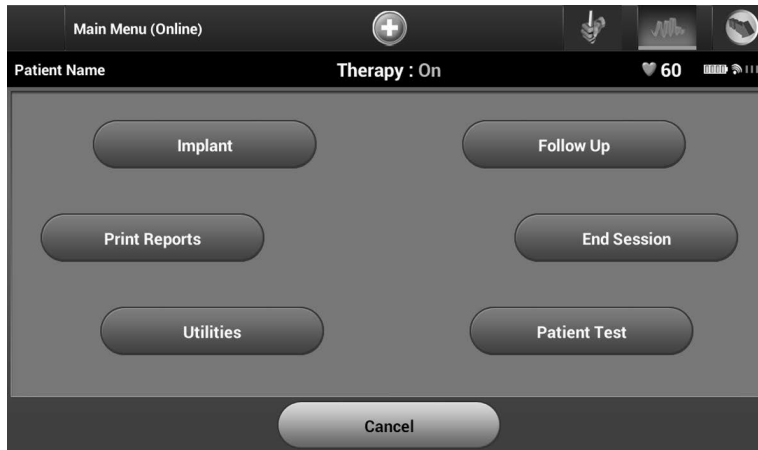 Main Menu (Online)
Patient Name Therapy : On 60
Implant Follow Up
Print Reports End Session
Utilities Patient Test
Cancel